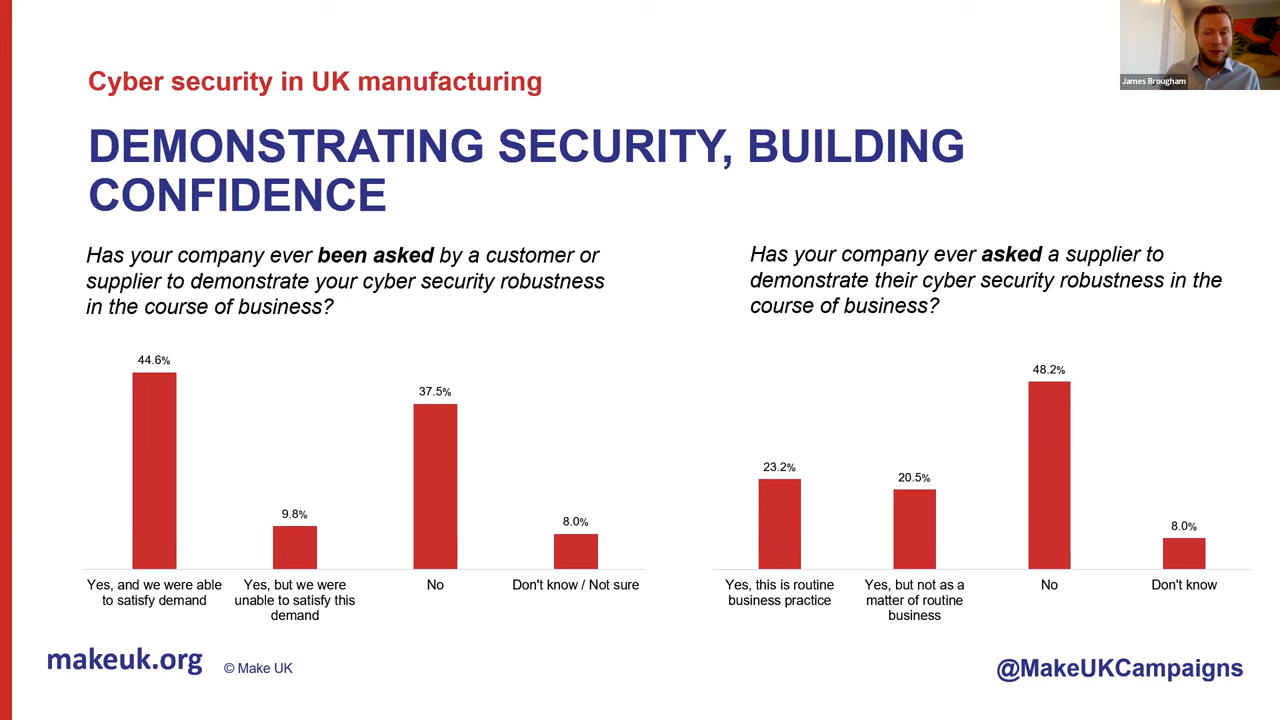 James Brougham
Cyber security in UK manufacturing
DEMONSTRATING SECURITY, BUILDING
CONFIDENCE
Has your company ever been asked by a customer or
supplier to demonstrate your cyber security robustness
in the course of business?
44.6%
9.8%
37.5%
8.0%
Yes, and we were able
to satisfy demand
Yes, but we were
unable to satisfy this
demand
No
Don't know / Not sure
Has your company ever asked a supplier to
demonstrate their cyber security robustness in the
course of business?
23.2%
20.5%
48.2%
8.0%
Yes, this is routine
business practice
Yes, but not as a
matter of routine
business
No
Don't know
makeuk.org
© Make UK
@MakeUKCampaigns